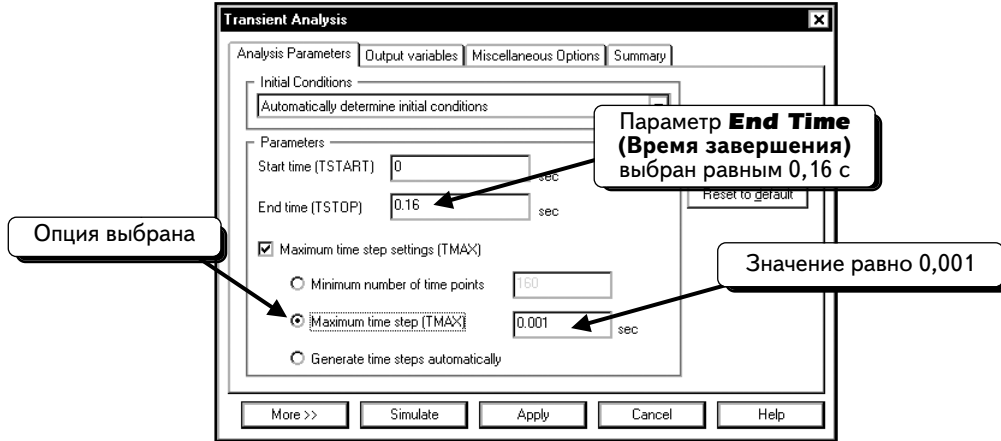 Transient Analysis
Analysis Parameters Output variables Miscellaneous Options Summary
Initial Conditions
Automatically determine initial conditions
Параметр End Time
(Время завершения)
выбран равным 0,16 с
Parameters
Start time (TSTART) 0 sec
Reset to default
End time (TSTOP) 0.16 sec
Опция выбрана
Maximum time step settings (TMAX)
Значение равно 0,001
Minimum number of time points 160
Maximum time step (TMAX) 0.001 sec
Generate time steps automatically
More >> Simulate Apply Cancel Help